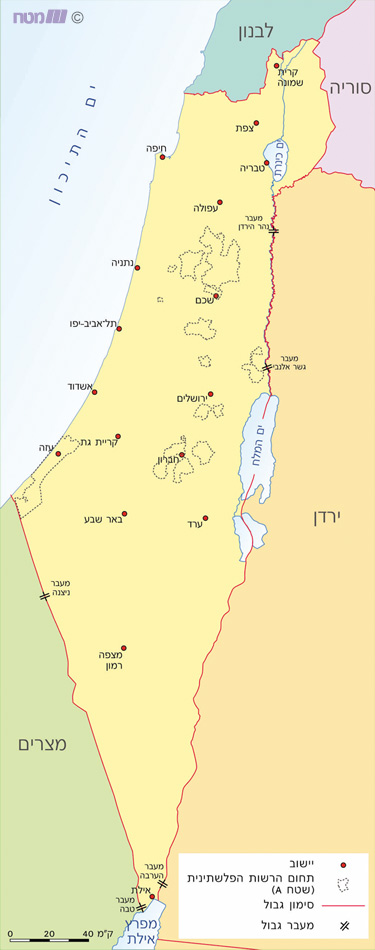 © מטח
לבנון
סוריה
קרית
שמונה
ים התיכון
צפת
חיפה
ים כינרת
טבריה
עפולה
מעבר
נהר הירדן
נתניה
שכם
תל־אביב-יפו
מעבר
גשר אלנבי
אשדוד
ירושלים
קריית גת
עזה
חברון
ים המלח
באר שבע
ערד
ירדן
מעבר
ניצנה
מצפה
רמון
מצרים
מעבר
הערבה
אילת
מעבר
טבה
מפרץ
אילת
0 20 40 ק"מ
יישוב
תחום הרשות הפלשתינית
(שטח A)
סימון גבול
מעבר גבול